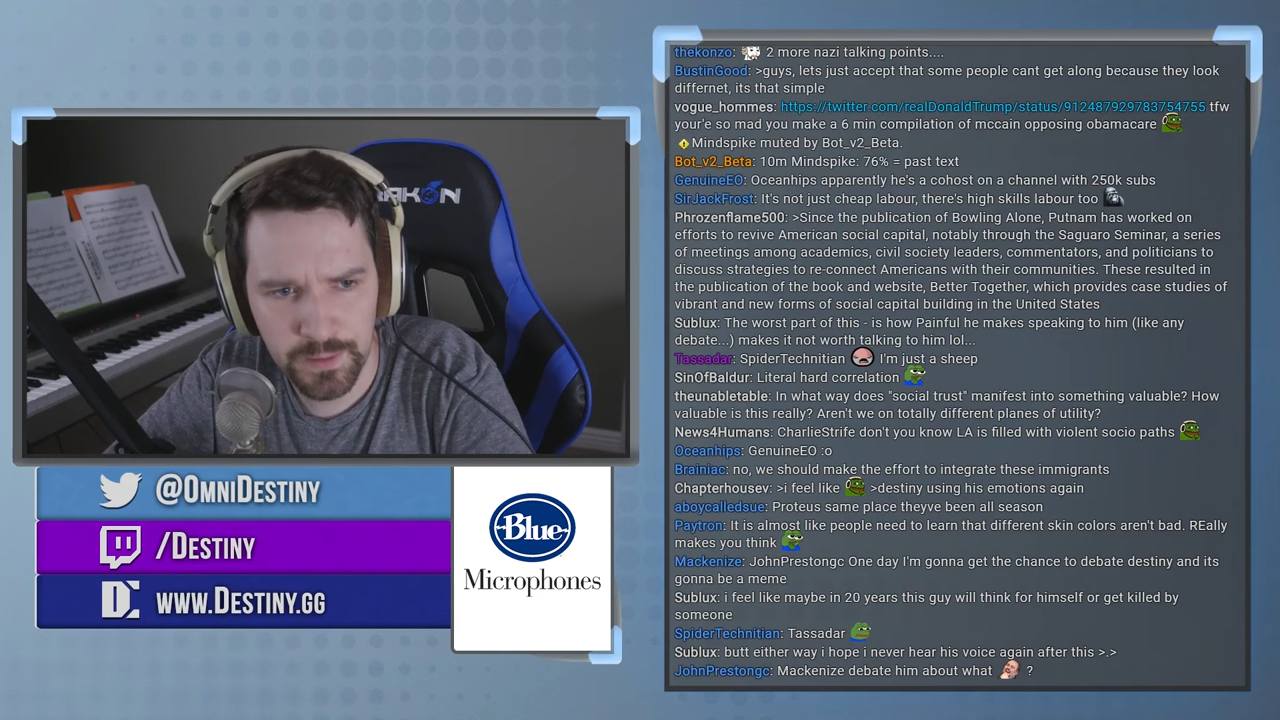 RAKON
@OmniDestiny
/Destiny
www.Destiny.gg
Blue
Microphones
thekonzo: 2 more nazi talking points....
BustinGood: >guys, lets just accept that some people cant get along because they look
differnet, its that simple
vogue_hommes: https://twitter.com/realDonaldTrump/status/912487929783754755 tfw
your'e so mad you make a 6 min compilation of mccain opposing obamacare
Mindspike muted by Bot_v2_Beta.
Bot_v2_Beta: 10m Mindspike: 76% = past text
GenuineEO: Oceanhips apparently he's a cohost on a channel with 250k subs
SirJackFrost: It's not just cheap labour, there's high skills labour too
Phrozenflame500: >Since the publication of Bowling Alone, Putnam has worked on
efforts to revive American social capital, notably through the Saguaro Seminar, a series
of meetings among academics, civil society leaders, commentators, and politicians to
discuss strategies to re-connect Americans with their communities. These resulted in
the publication of the book and website, Better Together, which provides case studies of
vibrant and new forms of social capital building in the United States
Sublux: The worst part of this - is how Painful he makes speaking to him (like any
debate...) makes it not worth talking to him lol...
Tassadar: SpiderTechnitian I'm just a sheep
SinOfBaldur: Literal hard correlation
theunabletable: In what way does "social trust" manifest into something valuable? How
valuable is this really? Aren't we on totally different planes of utility?
News4Humans: CharlieStrife don't you know LA is filled with violent socio paths
Oceanhips: GenuineEO :o
Brainiac: no, we should make the effort to integrate these immigrants
Chapterhousev: >i feel like >destiny using his emotions again
aboycalledsue: Proteus same place theyve been all season
Paytron: It is almost like people need to learn that different skin colors aren't bad. REally
makes you think
Mackenize: JohnPrestongc One day I'm gonna get the chance to debate destiny and its
gonna be a meme
Sublux: i feel like maybe in 20 years this guy will think for himself or get killed by
someone
SpiderTechnitian: Tassadar
Sublux: butt either way i hope i never hear his voice again after this >.>
JohnPrestongc: Mackenize debate him about what ?